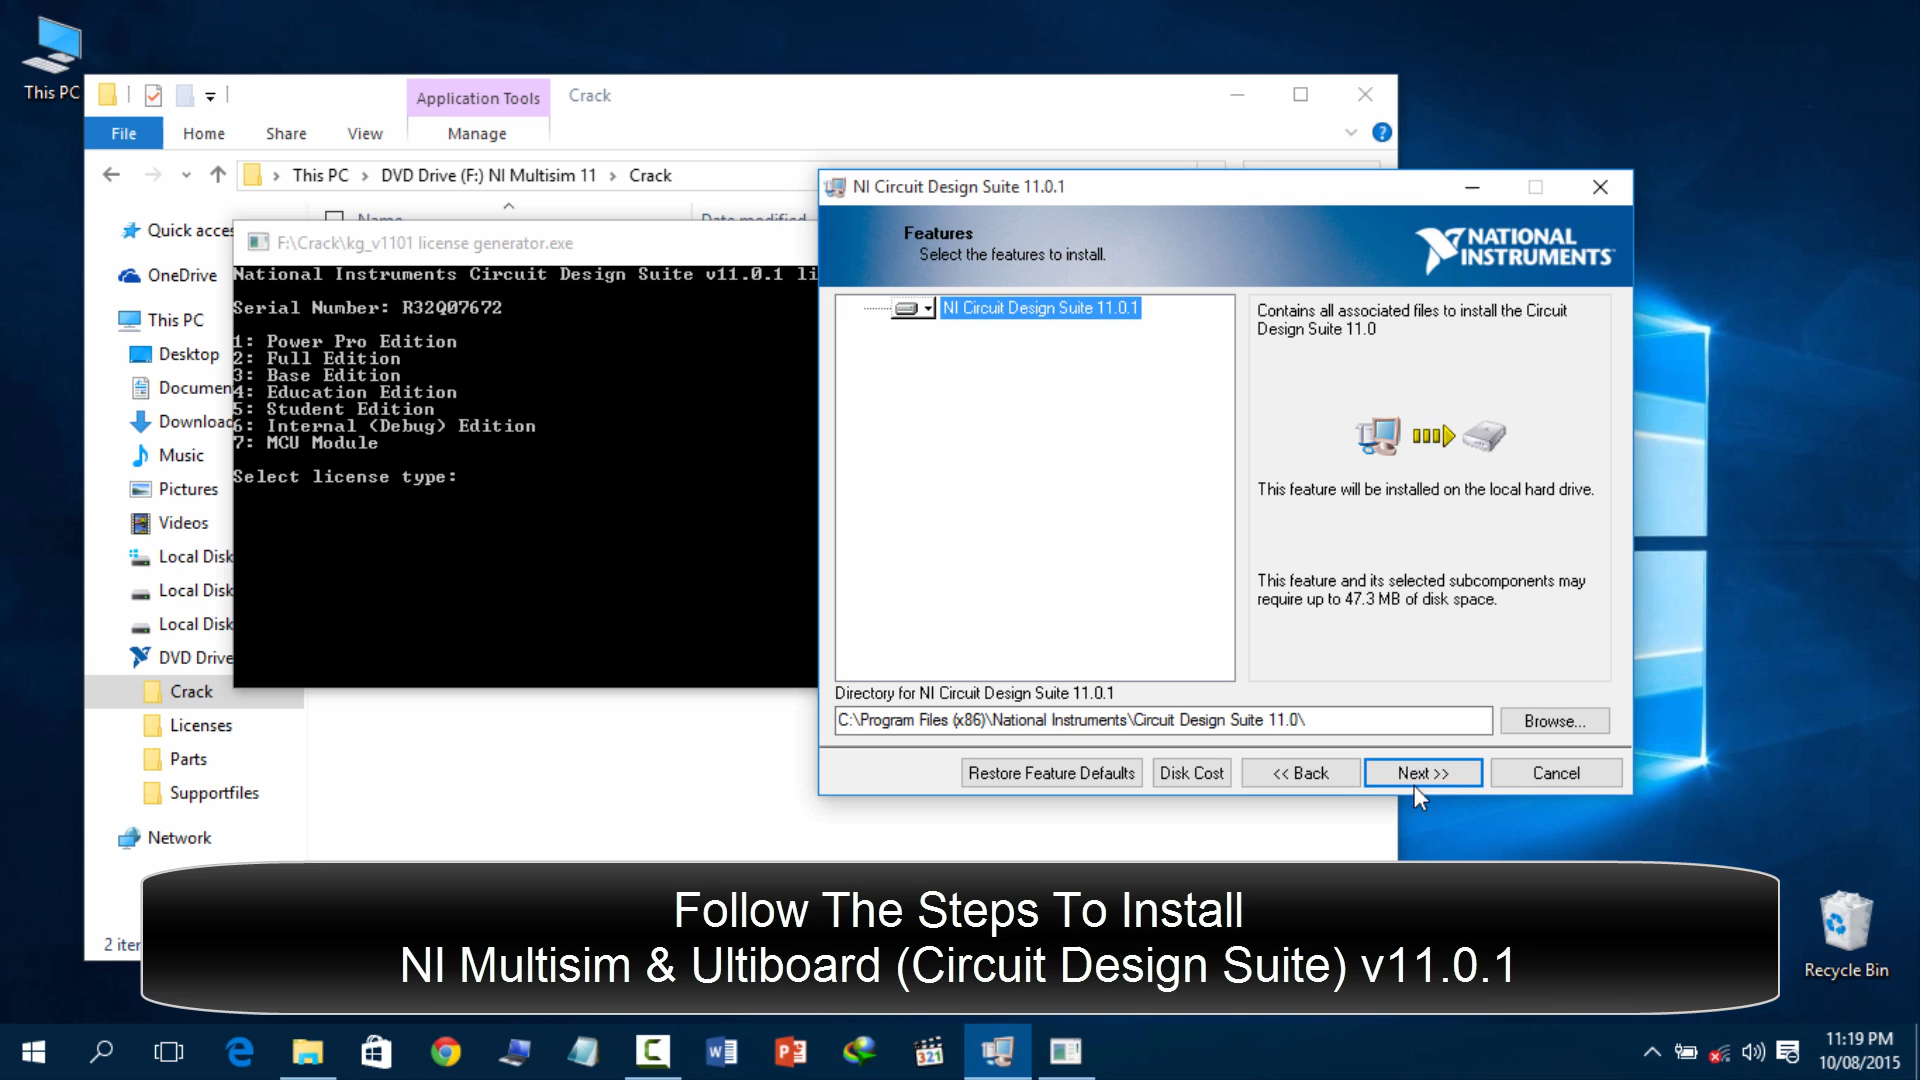 This PC
Application Tools
Crack
File
Home
Share
View
Manage
This PC > DVD Drive (F:) NI Multisim 11 > Crack
Name
Date modified
Quick acces
OneDrive
This PC
Desktop
Documen
Download
Music
Pictures
Videos
Local Disk
Local Disk
Local Disk
DVD Drive
Crack
Licenses
Parts
Supportfiles
Network
2 iter
F:\Crack\kg_v1101 license generator.exe
National Instruments Circuit Design Suite v11.0.1 li
Serial Number: R32Q07672
1: Power Pro Edition
2: Full Edition
3: Base Edition
4: Education Edition
5: Student Edition
6: Internal (Debug) Edition
7: MCU Module
Select license type:
NI Circuit Design Suite 11.0.1
Features
Select the features to install.
NATIONAL
INSTRUMENTS
NI Circuit Design Suite 11.0.1
Contains all associated files to install the Circuit
Design Suite 11.0
This feature will be installed on the local hard drive.
This feature and its selected subcomponents may
require up to 47.3 MB of disk space.
Directory for NI Circuit Design Suite 11.0.1
C:\Program Files (x86)\National Instruments\Circuit Design Suite 11.0\
Browse...
Restore Feature Defaults
Disk Cost
<< Back
Next >>
Cancel
Follow The Steps To Install
NI Multisim & Ultiboard (Circuit Design Suite) v11.0.1
Recycle Bin
321
11:19 PM
10/08/2015